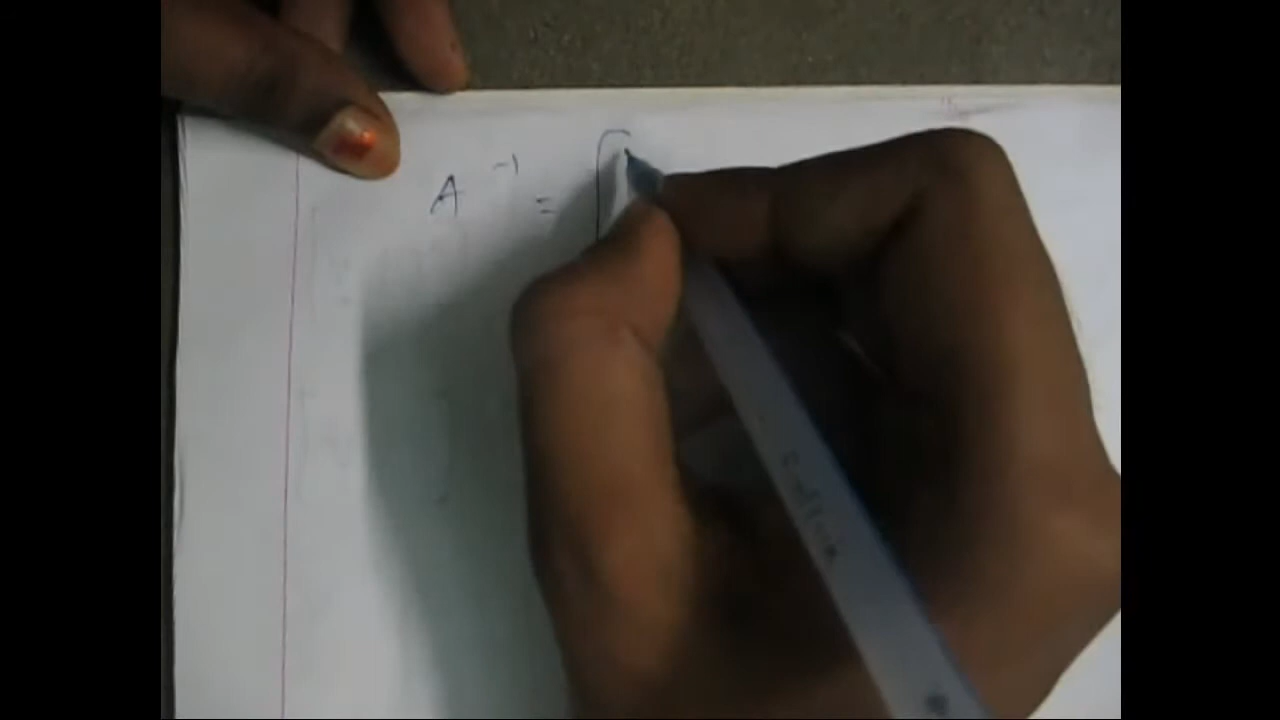 A⁻¹ = [